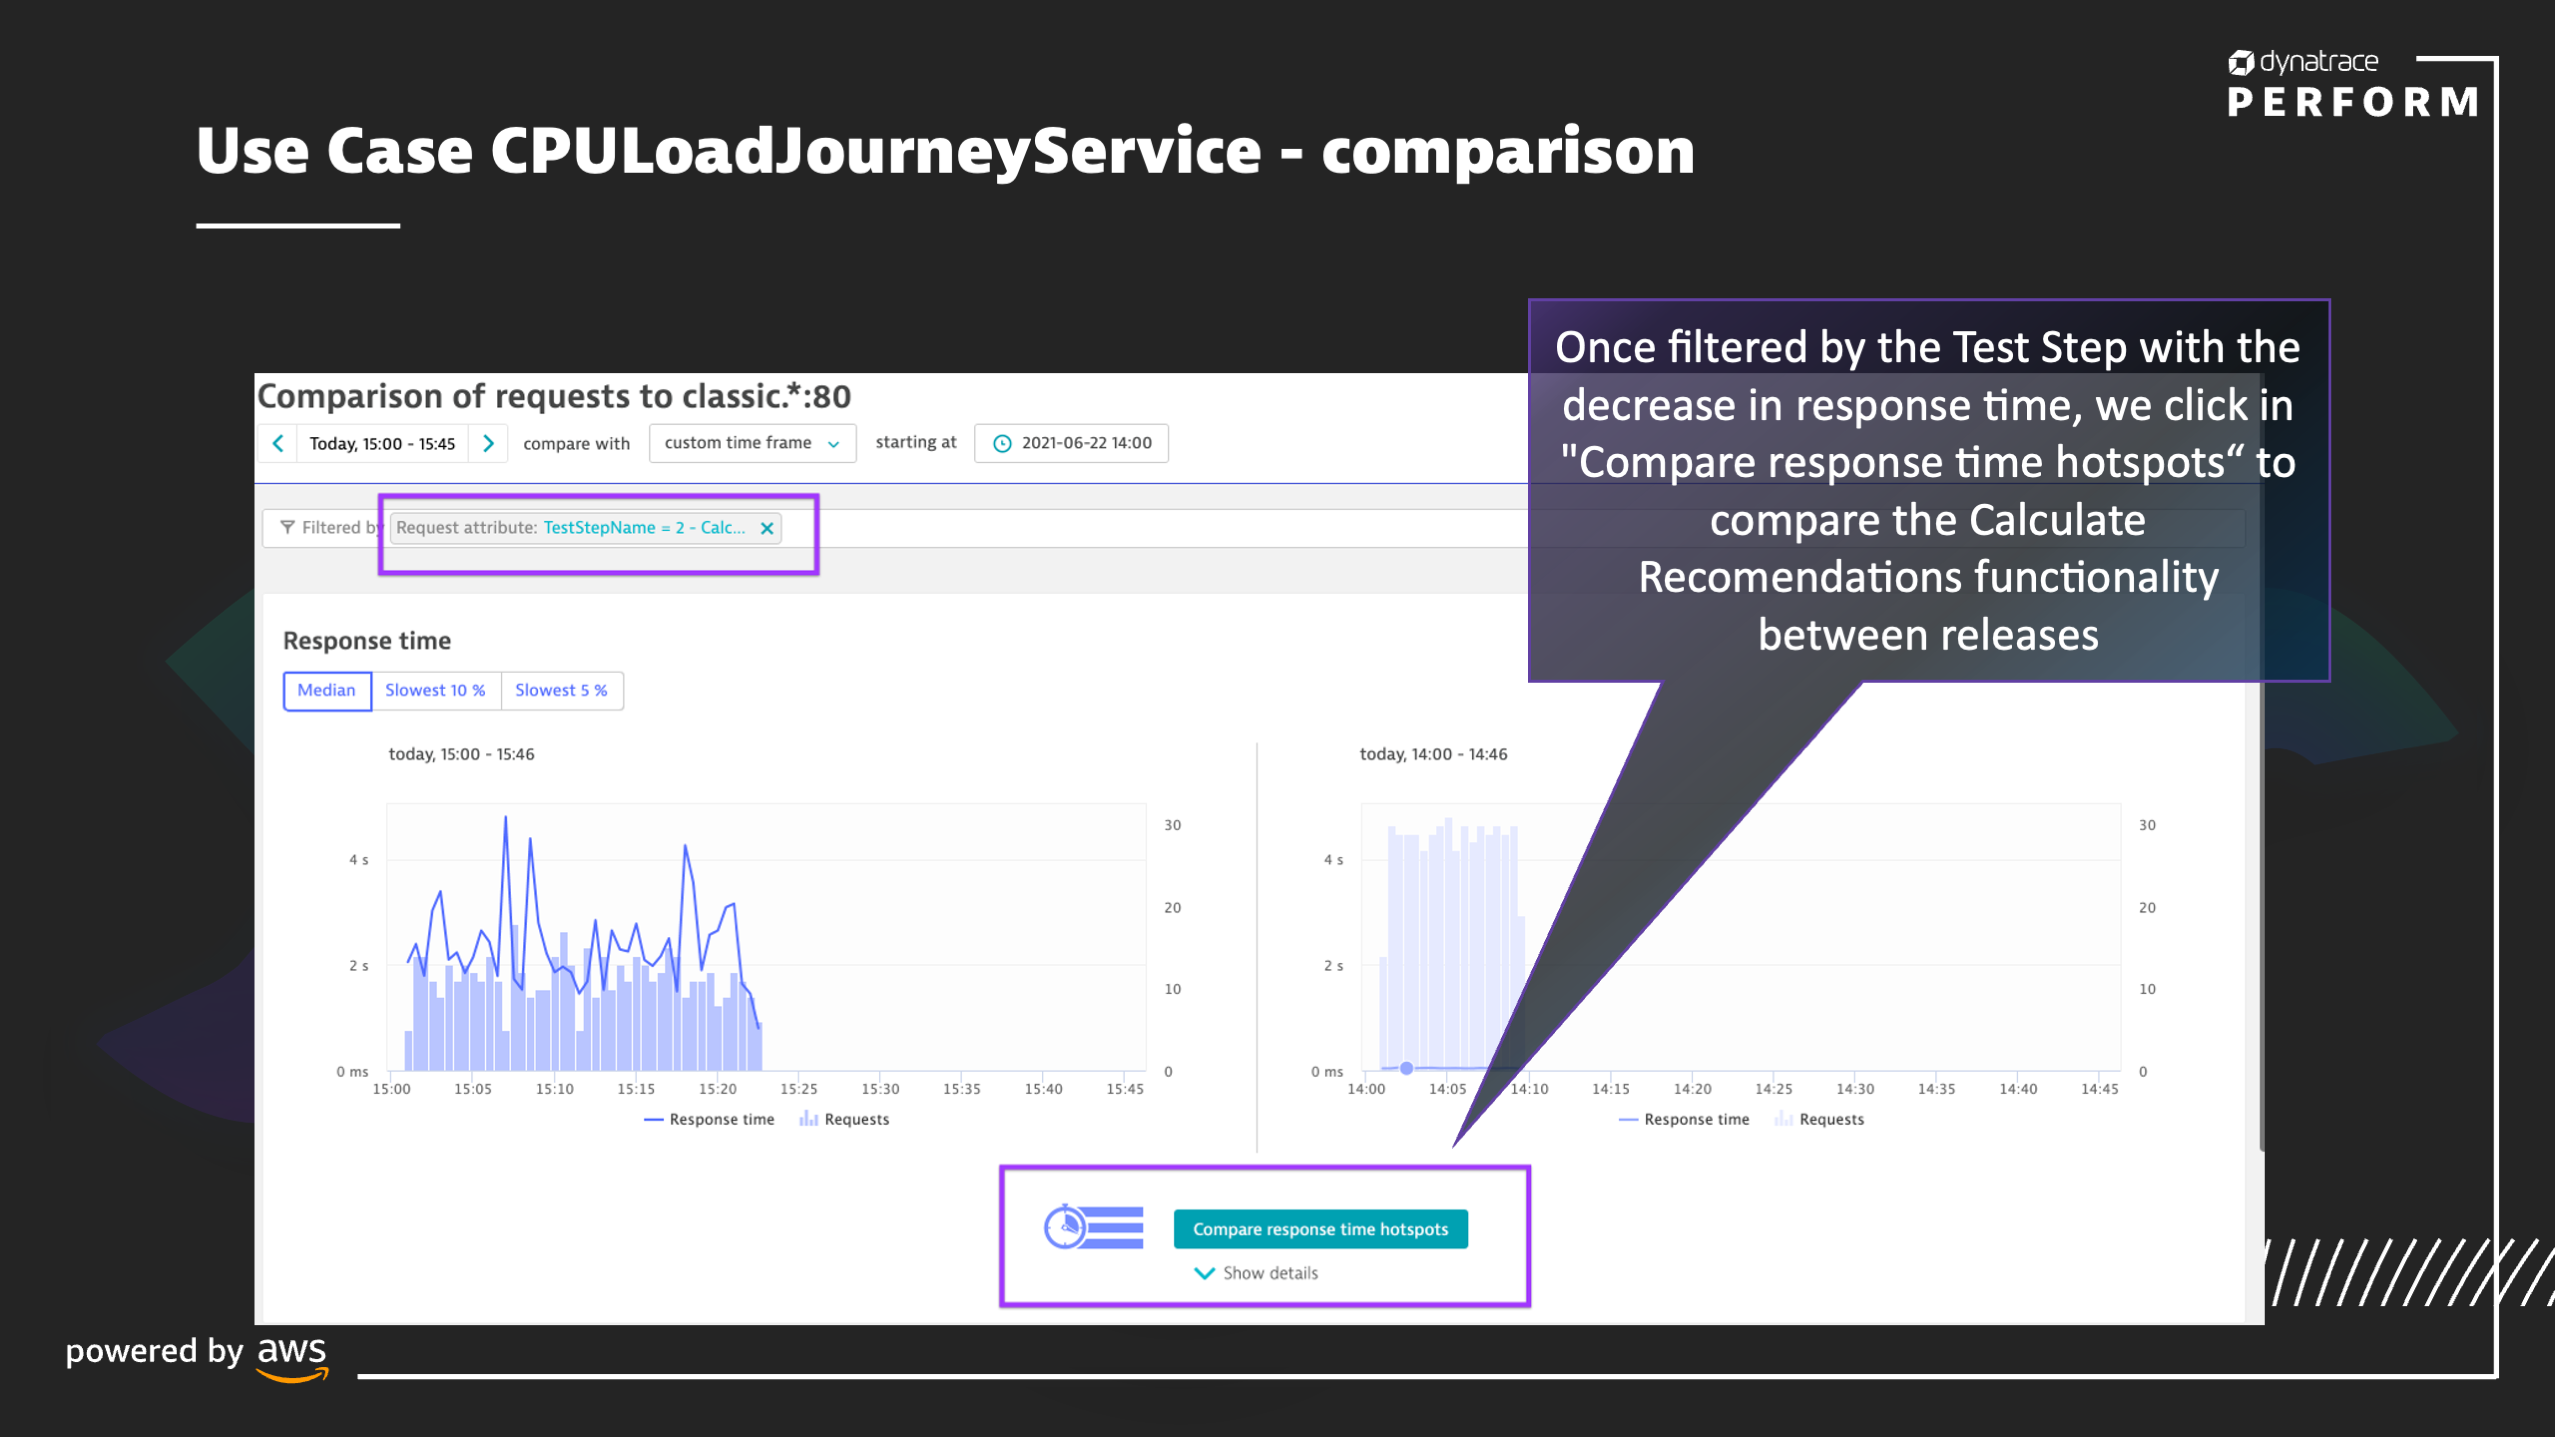 dynatrace
PERFORM
Use Case CPULoadJourneyService - comparison
Once filtered by the Test Step with the
decrease in response time, we click in
"Compare response time hotspots“ to
compare the Calculate
Recomendations functionality
between releases
Comparison of requests to classic.*:80
Today, 15:00 - 15:45 compare with custom time frame starting at 2021-06-22 14:00
Filtered by Request attribute: TestStepName = 2 - Calc...
Response time
Median Slowest 10 % Slowest 5 %
today, 15:00 - 15:46
4 s
2 s
0 ms
30
20
10
0
15:00 15:05 15:10 15:15 15:20 15:25 15:30 15:35 15:40 15:45
Response time Requests
today, 14:00 - 14:46
4 s
2 s
0 ms
30
20
10
0
14:00 14:05 14:10 14:15 14:20 14:25 14:30 14:35 14:40 14:45
Response time Requests
Compare response time hotspots
Show details
powered by aws